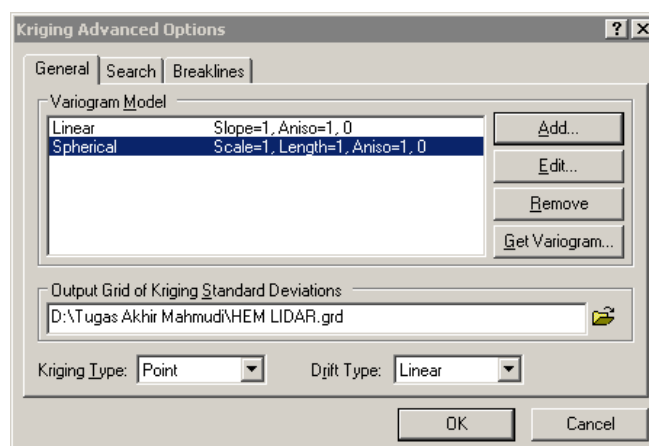 Kriging Advanced Options
General Search Breaklines
Variogram Model
Linear Slope=1, Aniso=1, 0
Spherical Scale=1, Length=1, Aniso=1, 0
Add...
Edit...
Remove
Get Variogram...
Output Grid of Kriging Standard Deviations
D:\Tugas Akhir Mahmudi\HEM LIDAR.grd
Kriging Type: Point Drift Type: Linear
OK Cancel